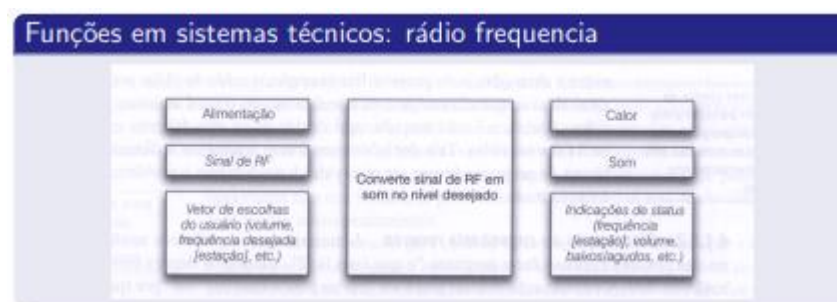 Funções em sistemas técnicos: rádio frequencia
Alimentação
Sinal de RF
Vetor de escolhas
do usuário (volume,
frequência desejada
[estação], etc.)
Converte sinal de RF em
som no nível desejado
Calor
Som
Indicações de status
(frequência
[estação], volume,
baixos/agudos, etc.)